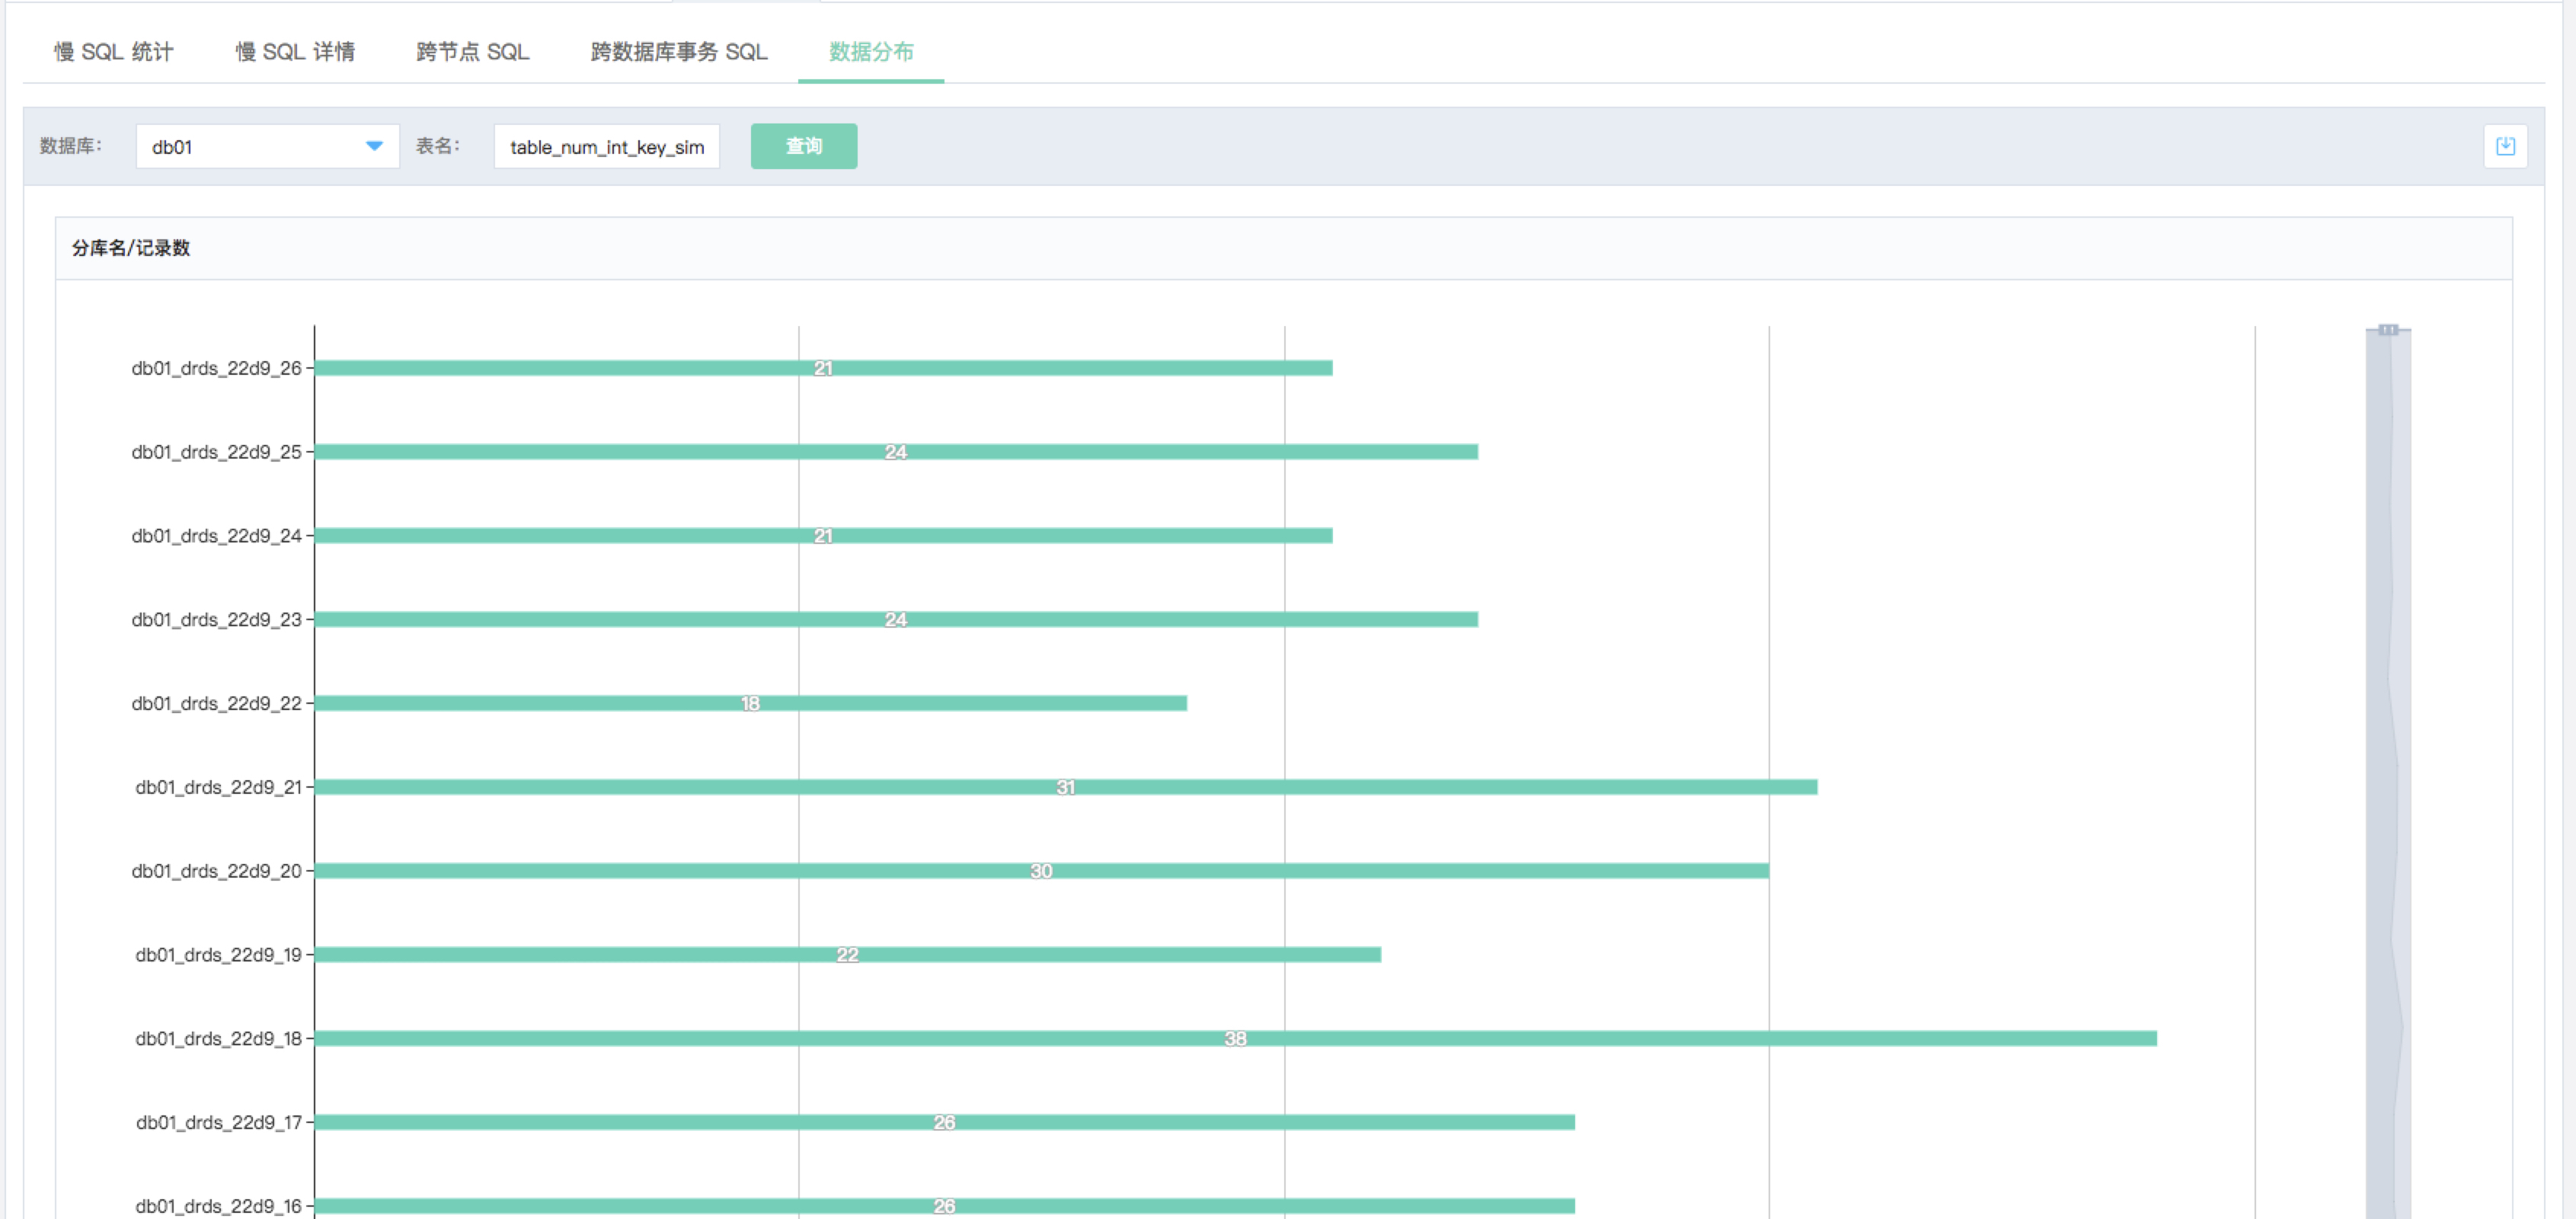 慢 SQL 统计 慢 SQL 详情 跨节点 SQL 跨数据库事务 SQL 数据分布
数据库： db01 表名： table_num_int_key_sim 查询
分库名/记录数
db01_drds_22d9_26 21
db01_drds_22d9_25 24
db01_drds_22d9_24 21
db01_drds_22d9_23 24
db01_drds_22d9_22 18
db01_drds_22d9_21 31
db01_drds_22d9_20 30
db01_drds_22d9_19 22
db01_drds_22d9_18 38
db01_drds_22d9_17 26
db01_drds_22d9_16 26